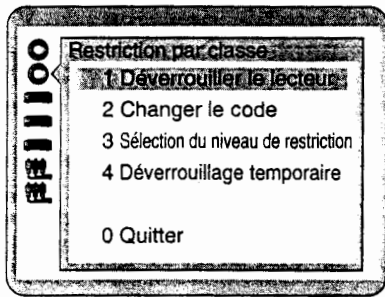 Restriction par classe
1 Déverrouiller le lecteur
2 Changer le code
3 Sélection du niveau de restriction
4 Déverrouillage temporaire
0 Quitter